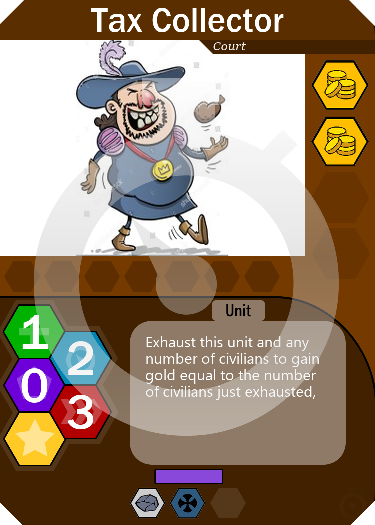 Tax Collector
Court
Unit
1
2
0
3
Exhaust this unit and any
number of civilians to gain
gold equal to the number
of civilians just exhausted,